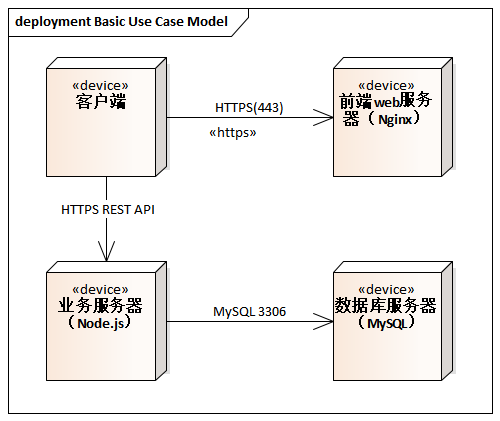 deployment Basic Use Case Model
«device»
客户端
HTTPS(443)
«https»
«device»
前端web服务
器（Nginx）
HTTPS REST API
«device»
业务服务器
（Node.js）
MySQL 3306
«device»
数据库服务器
（MySQL）